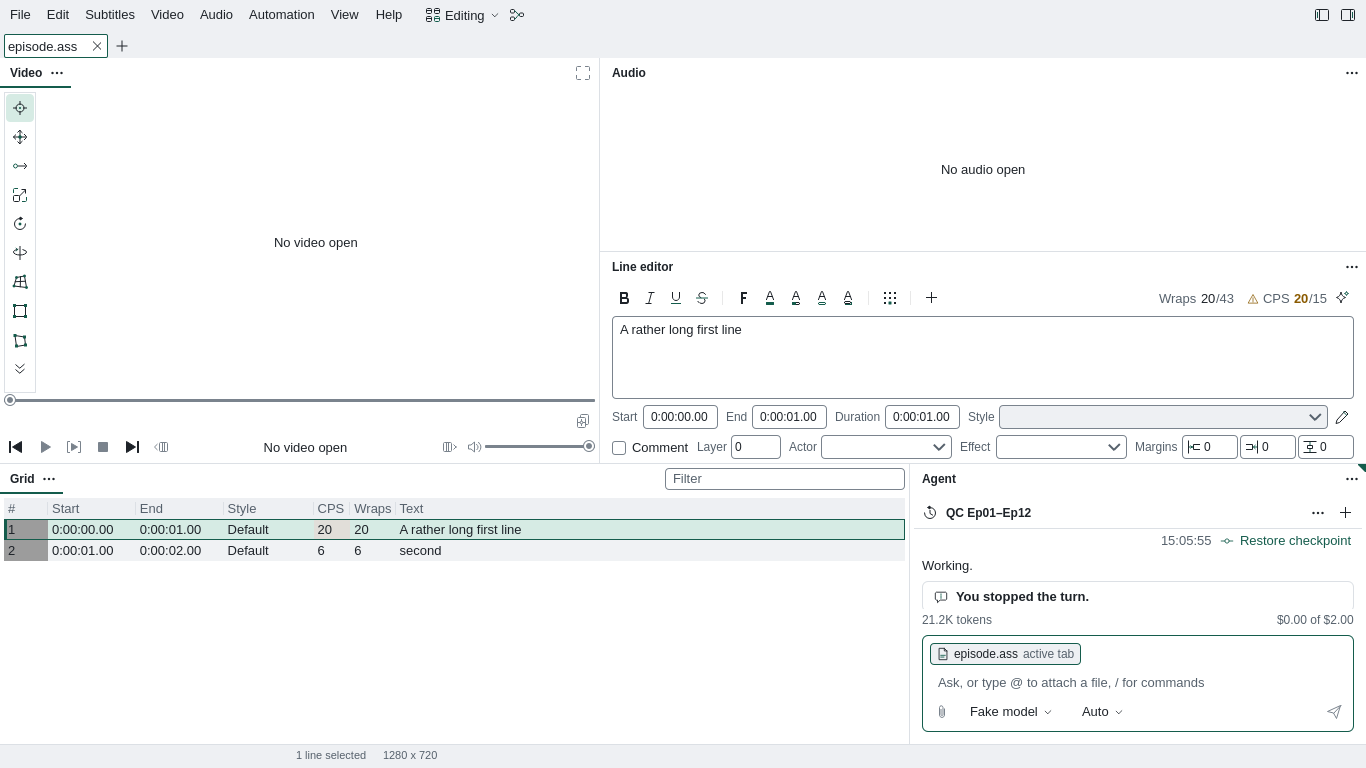 File Edit Subtitles Video Audio Automation View Help Editing
episode.ass
Video
No video open
No video open
Audio
No audio open
Line editor
B I U S F A A A A Wraps 20/43 CPS 20/15
A rather long first line
Start 0:00:00.00 End 0:00:01.00 Duration 0:00:01.00 Style
Comment Layer 0 Actor Effect Margins 0 0 0
Grid Filter
# Start End Style CPS Wraps Text
1 0:00:00.00 0:00:01.00 Default 20 20 A rather long first line
2 0:00:01.00 0:00:02.00 Default 6 6 second
Agent
QC Ep01–Ep12
15:05:55 Restore checkpoint
Working.
You stopped the turn.
21.2K tokens $0.00 of $2.00
episode.ass active tab
Ask, or type @ to attach a file, / for commands
Fake model Auto
1 line selected 1280 x 720